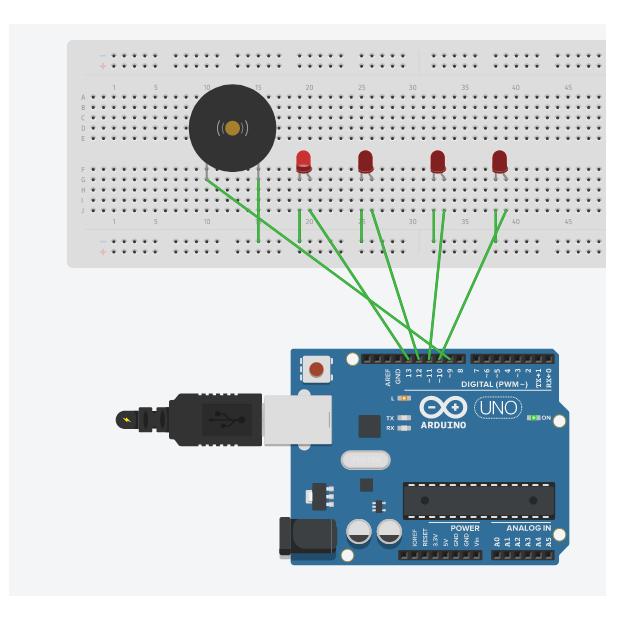 1 10 15 20 25 30 35 40 45
A
B
C
D
E
F
G
H
I
J
1 10 20 25 30 35 40 45
AREF
GND
13
12
~11
~10
~9
8
7
~6
~5
4
~3
2
TX→1
RX←0
DIGITAL (PWM~)
L
TX
RX
UNO
ARDUINO
ON
POWER
ANALOG IN
IOREF
RESET
3.3V
5V
GND
GND
Vin
A0
A1
A2
A3
A4
A5